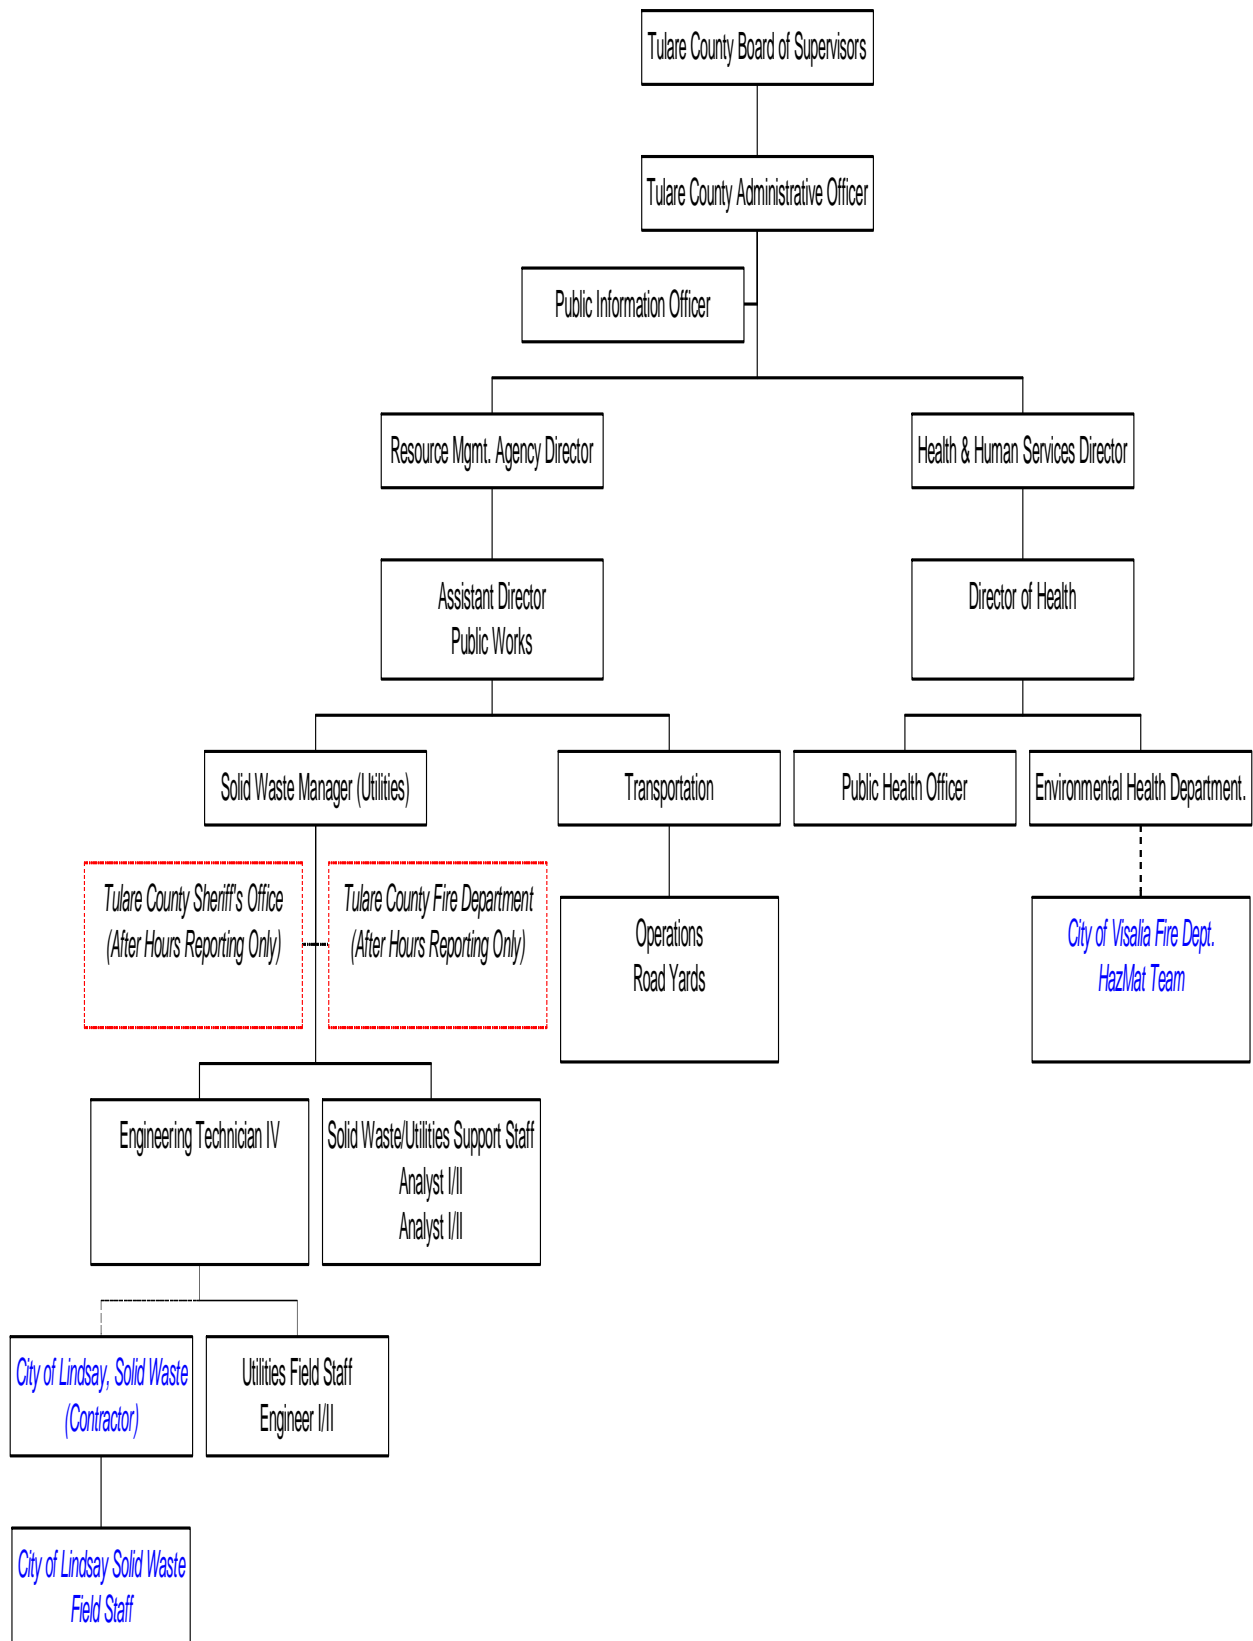 Tulare County Board of Supervisors
Tulare County Administrative Officer
Public Information Officer
Resource Mgmt. Agency Director
Health & Human Services Director
Assistant Director
Public Works
Director of Health
Solid Waste Manager (Utilities)
Transportation
Public Health Officer
Environmental Health Department.
Tulare County Sheriff's Office
(After Hours Reporting Only)
Tulare County Fire Department
(After Hours Reporting Only)
Operations
Road Yards
City of Visalia Fire Dept.
HazMat Team
Engineering Technician IV
Solid Waste/Utilities Support Staff
Analyst I/II
Analyst I/II
City of Lindsay, Solid Waste
(Contractor)
Utilities Field Staff
Engineer I/II
City of Lindsay Solid Waste
Field Staff